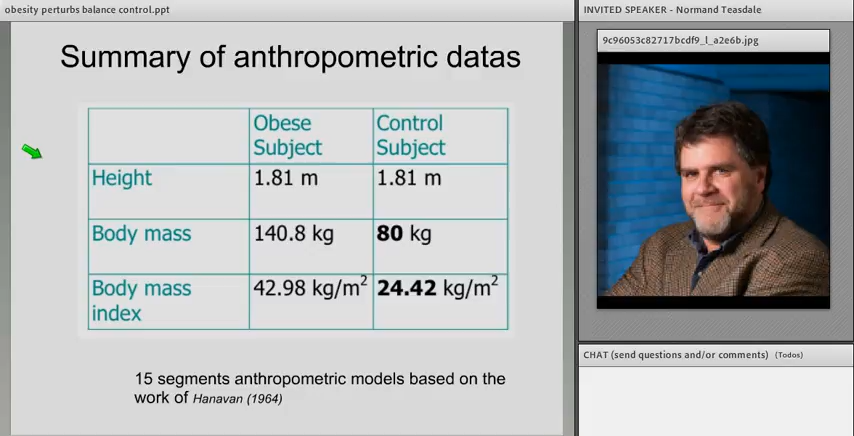 obesity perturbs balance control.ppt
INVITED SPEAKER - Normand Teasdale
9c96053c82717bcdf9_l_a2e6b.jpg
Summary of anthropometric datas
Obese Subject
Control Subject
Height
1.81 m
1.81 m
Body mass
140.8 kg
80 kg
Body mass index
42.98 kg/m²
24.42 kg/m²
15 segments anthropometric models based on the
work of Hanavan (1964)
CHAT (send questions and/or comments) (Todos)